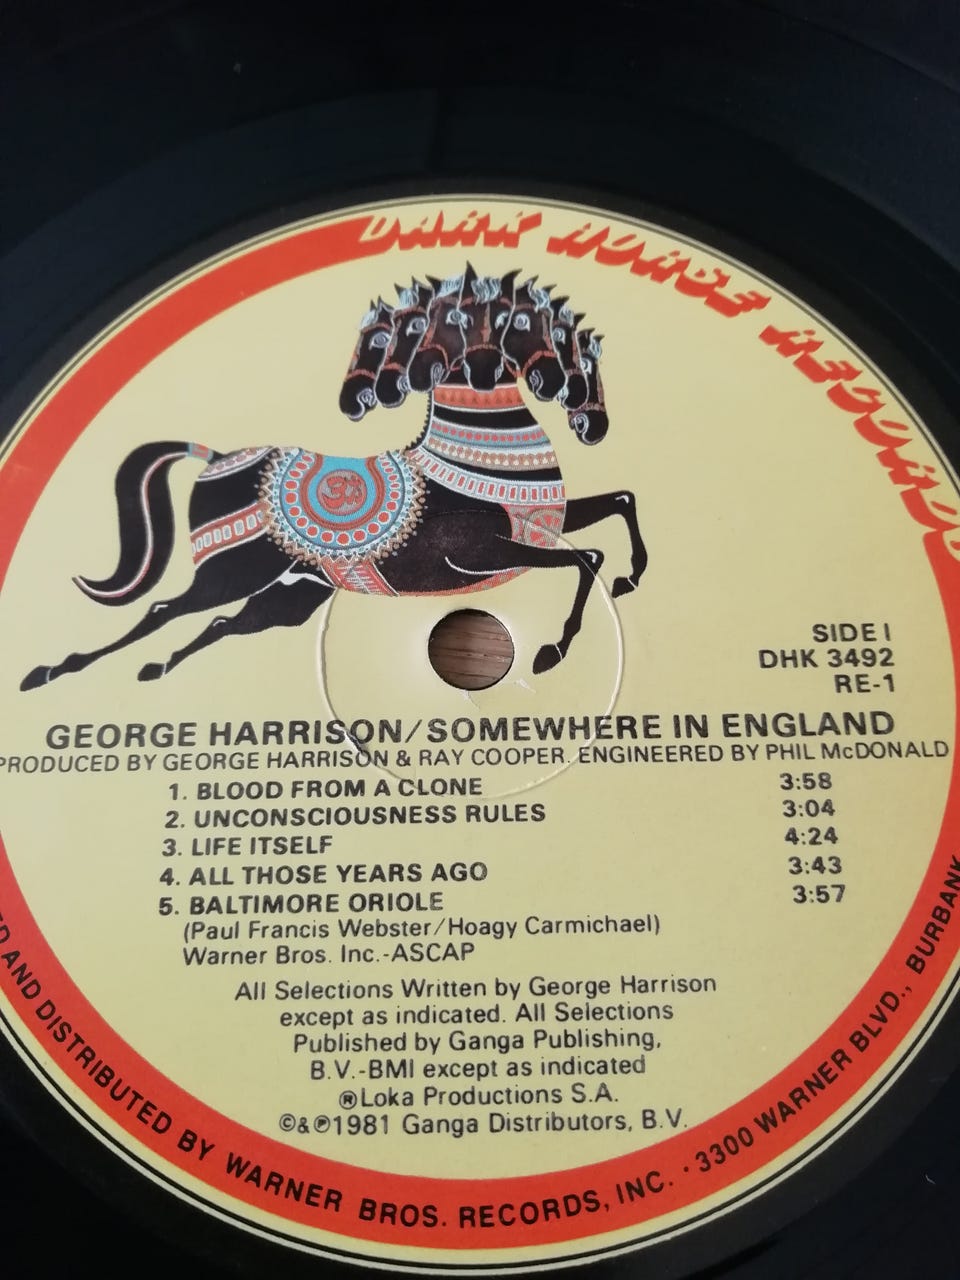 DARK HORSE RECORDS
ॐ
SIDE 1
DHK 3492
RE-1
GEORGE HARRISON/SOMEWHERE IN ENGLAND
PRODUCED BY GEORGE HARRISON & RAY COOPER. ENGINEERED BY PHIL McDONALD
1. BLOOD FROM A CLONE 3:58
2. UNCONSCIOUSNESS RULES 3:04
3. LIFE ITSELF 4:24
4. ALL THOSE YEARS AGO 3:43
5. BALTIMORE ORIOLE 3:57
(Paul Francis Webster/Hoagy Carmichael)
Warner Bros. Inc.-ASCAP
All Selections Written by George Harrison
except as indicated. All Selections
Published by Ganga Publishing,
B.V.-BMI except as indicated
®Loka Productions S.A.
©&℗1981 Ganga Distributors, B.V.
AND DISTRIBUTED BY WARNER BROS. RECORDS, INC. · 3300 WARNER BLVD., BURBANK